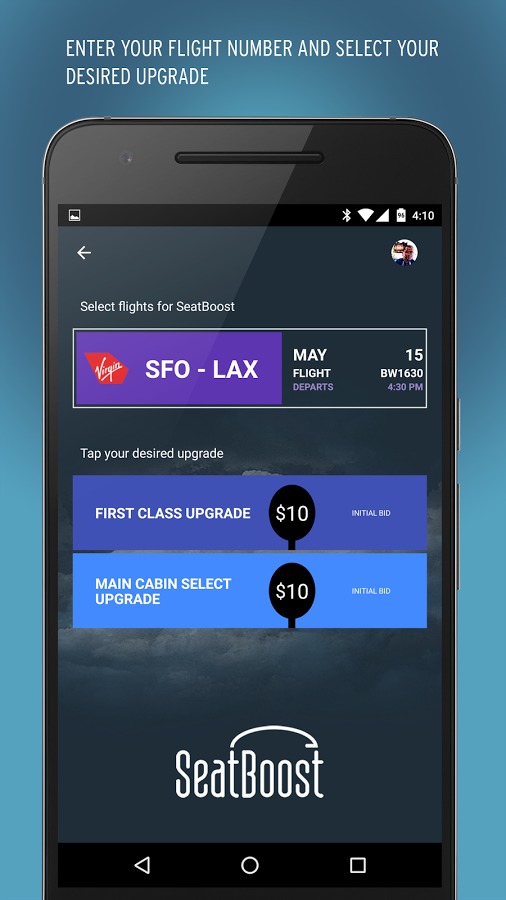 ENTER YOUR FLIGHT NUMBER AND SELECT YOUR
DESIRED UPGRADE
96 4:10
Select flights for SeatBoost
Virgin SFO - LAX
MAY 15
FLIGHT BW1630
DEPARTS 4:30 PM
Tap your desired upgrade
FIRST CLASS UPGRADE $10 INITIAL BID
MAIN CABIN SELECT
UPGRADE $10 INITIAL BID
SeatBoost